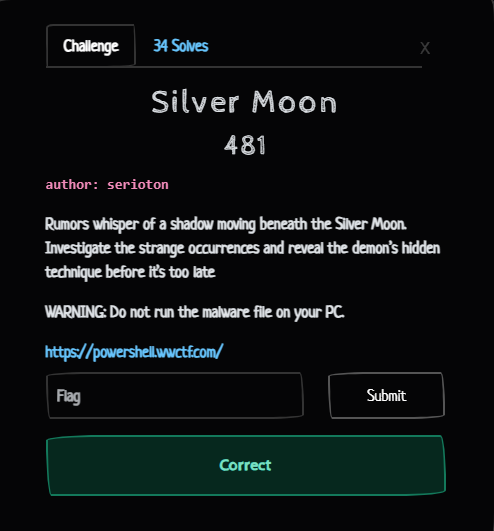 Challenge
34 Solves
X
Silver Moon
481
author: serioton
Rumors whisper of a shadow moving beneath the Silver Moon.
Investigate the strange occurrences and reveal the demon's hidden
technique before it's too late
WARNING: Do not run the malware file on your PC.
https://powershell.wwctf.com/
Flag
Submit
Correct